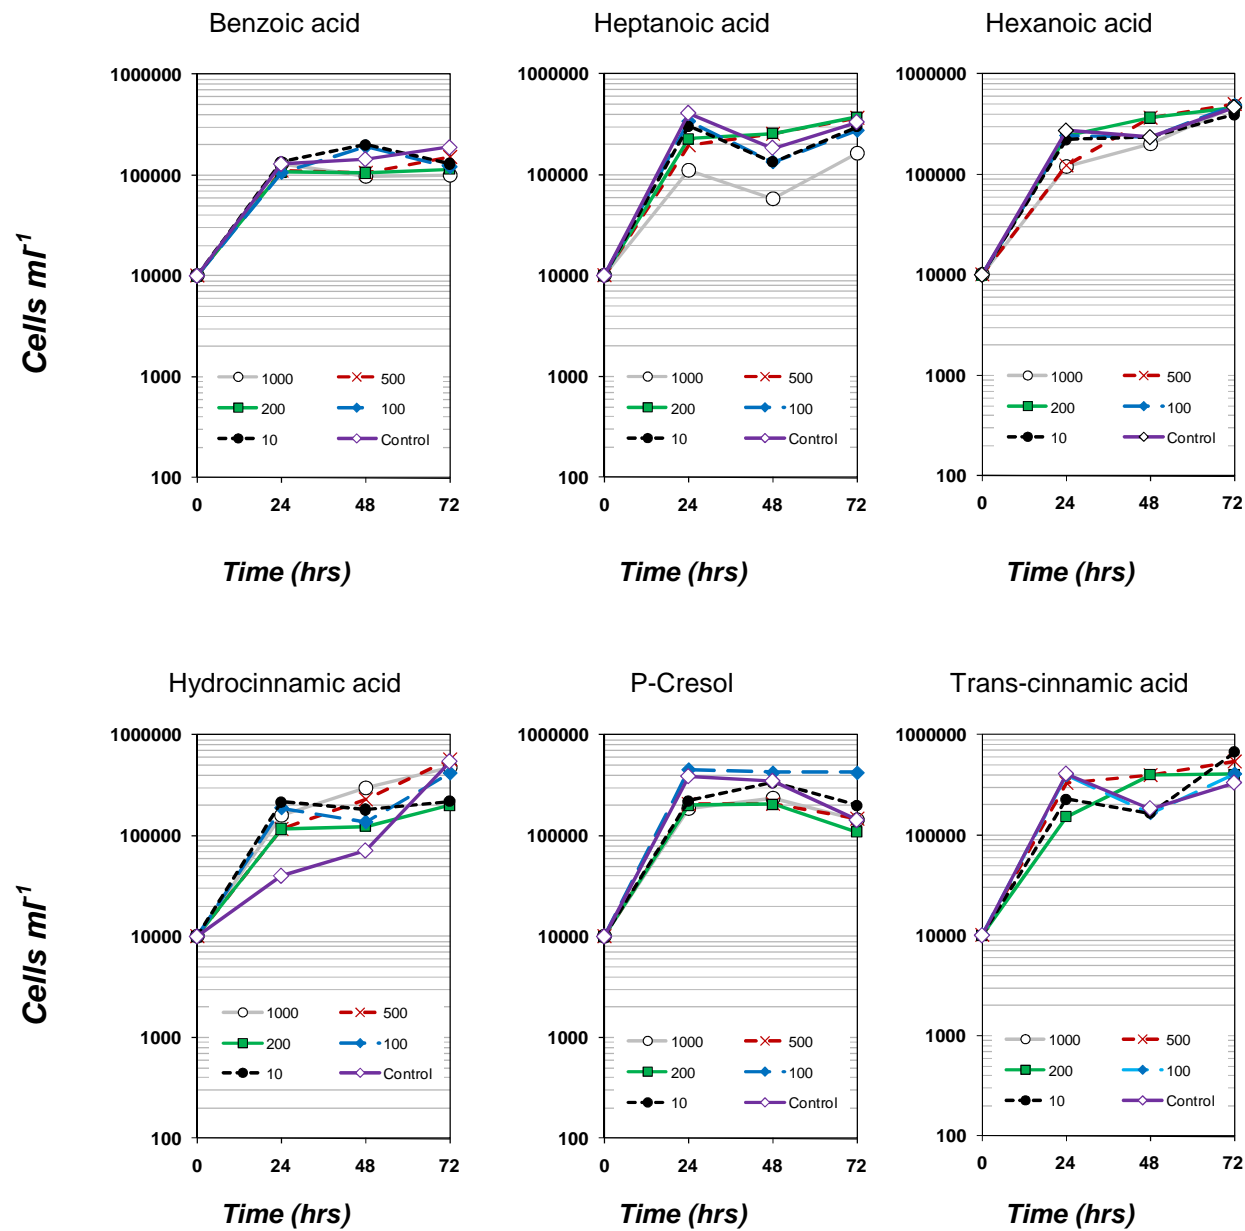 Benzoic acid
Heptanoic acid
Hexanoic acid
Cells ml-1
1000000
100000
10000
1000
100
0 24 48 72
1000 500
200 100
10 Control
Time (hrs)
1000000
100000
10000
1000
100
0 24 48 72
1000 500
200 100
10 Control
Time (hrs)
1000000
100000
10000
1000
100
0 24 48 72
1000 500
200 100
10 Control
Time (hrs)
Hydrocinnamic acid
P-Cresol
Trans-cinnamic acid
Cells ml-1
1000000
100000
10000
1000
100
0 24 48 72
1000 500
200 100
10 Control
Time (hrs)
1000000
100000
10000
1000
100
0 24 48 72
1000 500
200 100
10 Control
Time (hrs)
1000000
100000
10000
1000
100
0 24 48 72
1000 500
200 100
10 Control
Time (hrs)